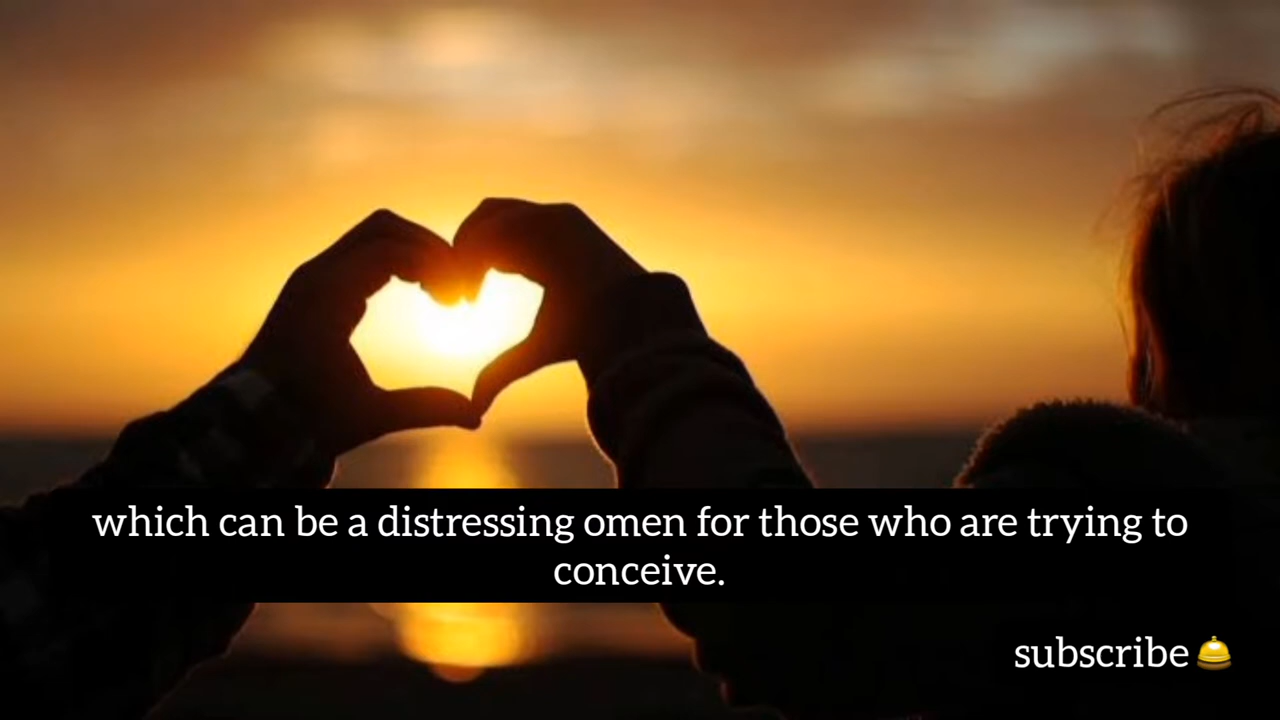 which can be a distressing omen for those who are trying to
conceive.
subscribe